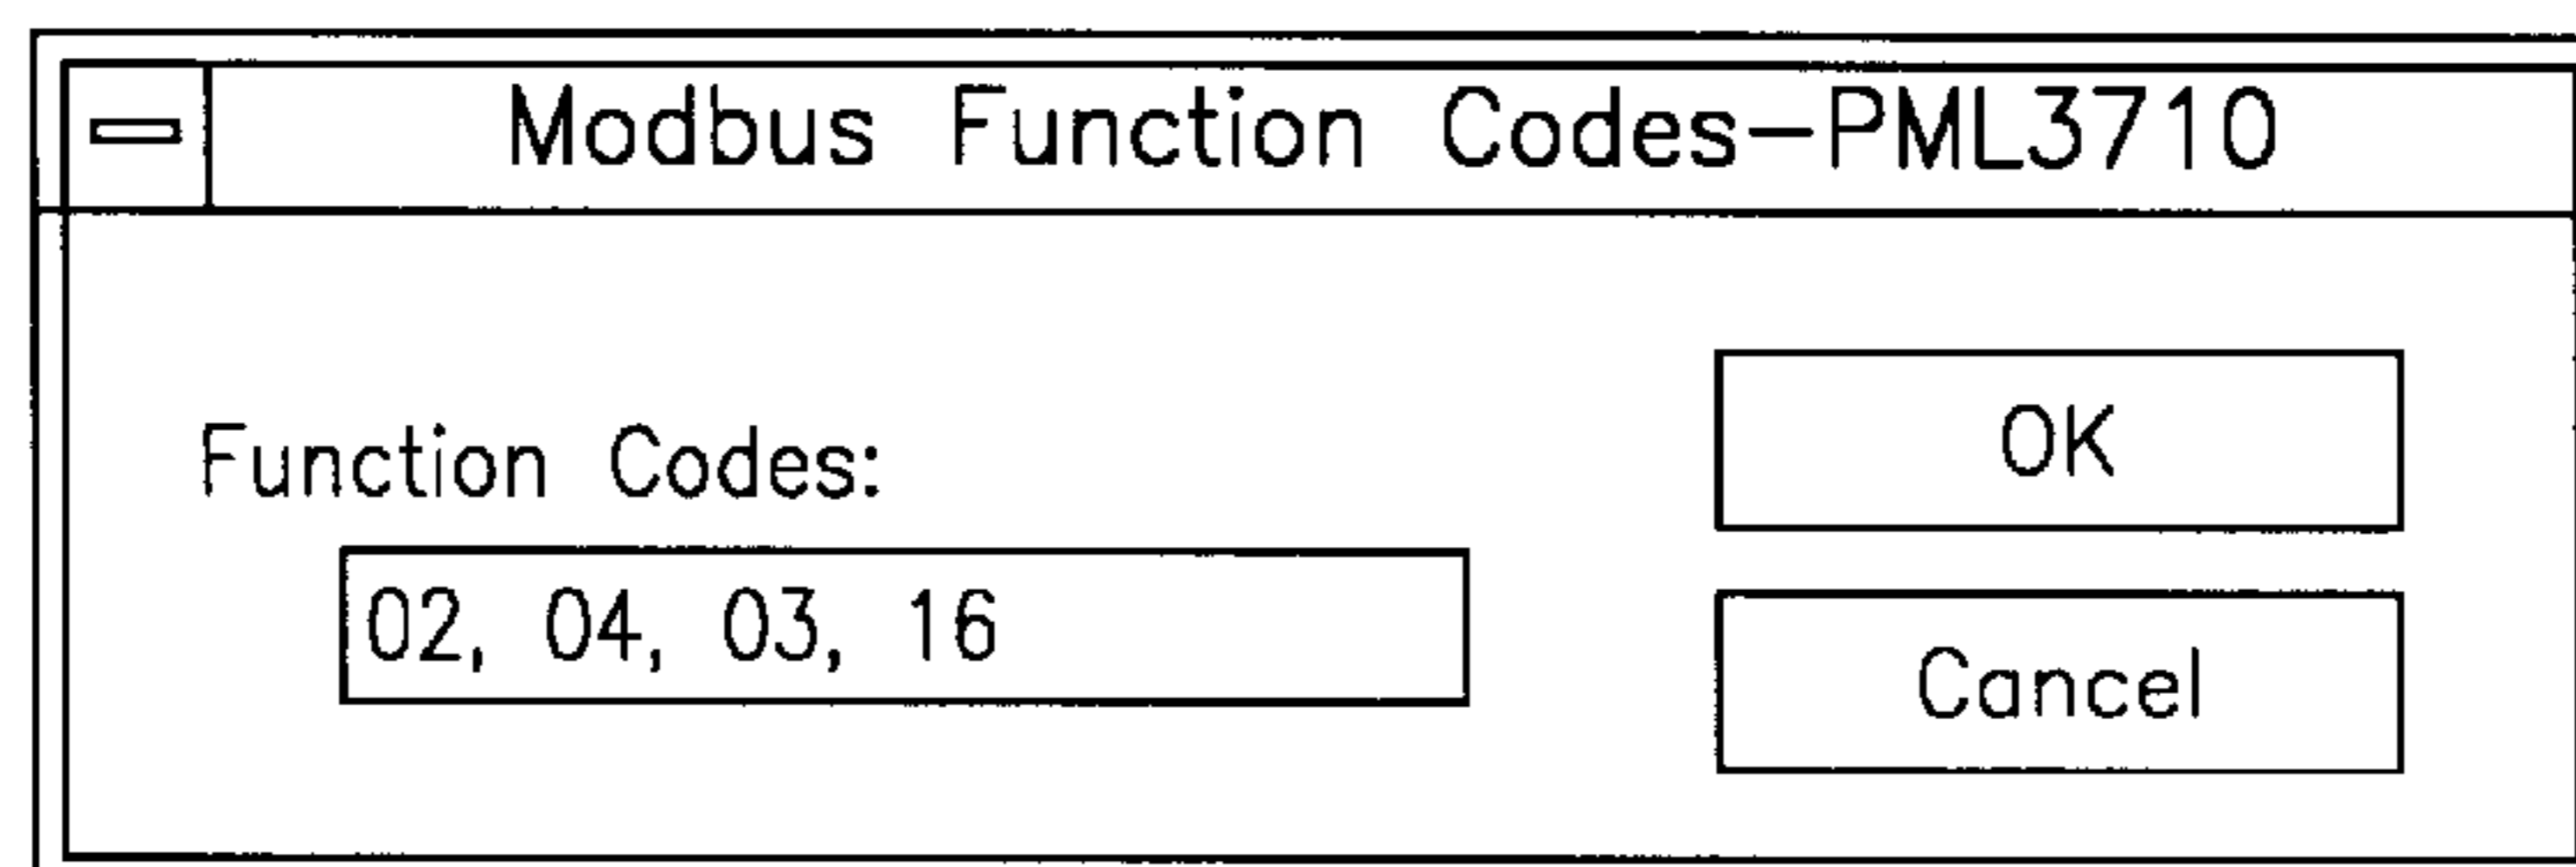 Modbus Function Codes-PML3710
Function Codes:
02, 04, 03, 16
OK
Cancel